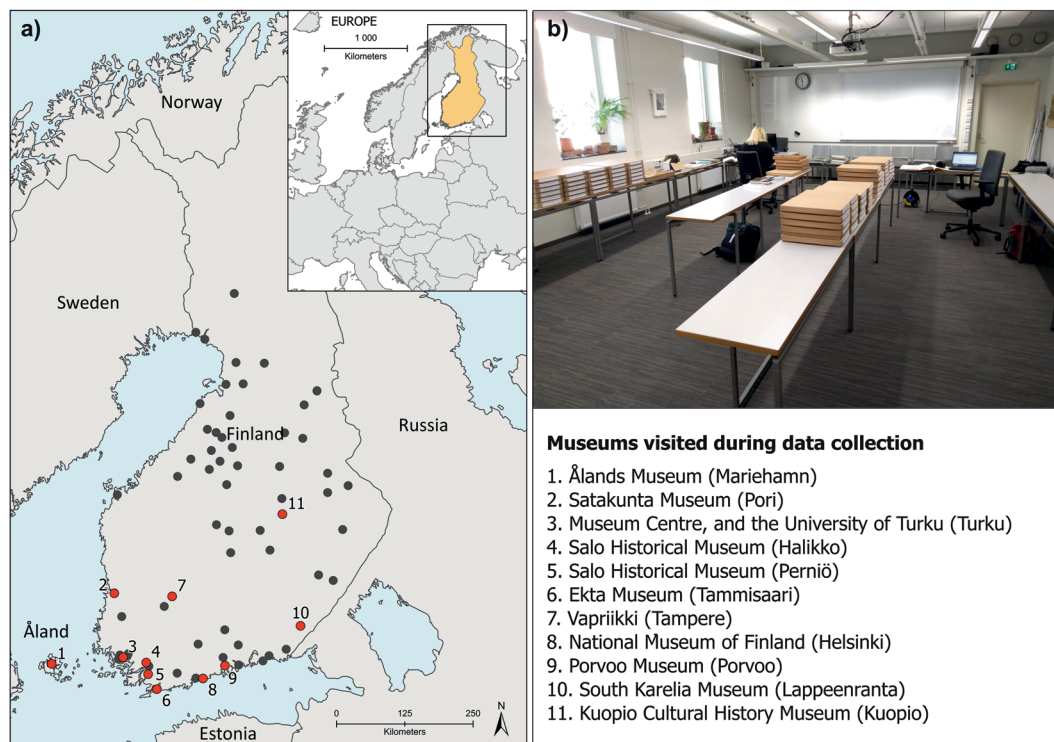 a)
EUROPE
1 000
Kilometers
Norway
Sweden
Finland
Russia
11
2
7
10
Åland
1
3
4
5
6
8
9
N
0 125 250
Kilometers
Estonia
b)
Museums visited during data collection
1. Ålands Museum (Mariehamn)
2. Satakunta Museum (Pori)
3. Museum Centre, and the University of Turku (Turku)
4. Salo Historical Museum (Halikko)
5. Salo Historical Museum (Perniö)
6. Ekta Museum (Tammisaari)
7. Vapriikki (Tampere)
8. National Museum of Finland (Helsinki)
9. Porvoo Museum (Porvoo)
10. South Karelia Museum (Lappeenranta)
11. Kuopio Cultural History Museum (Kuopio)